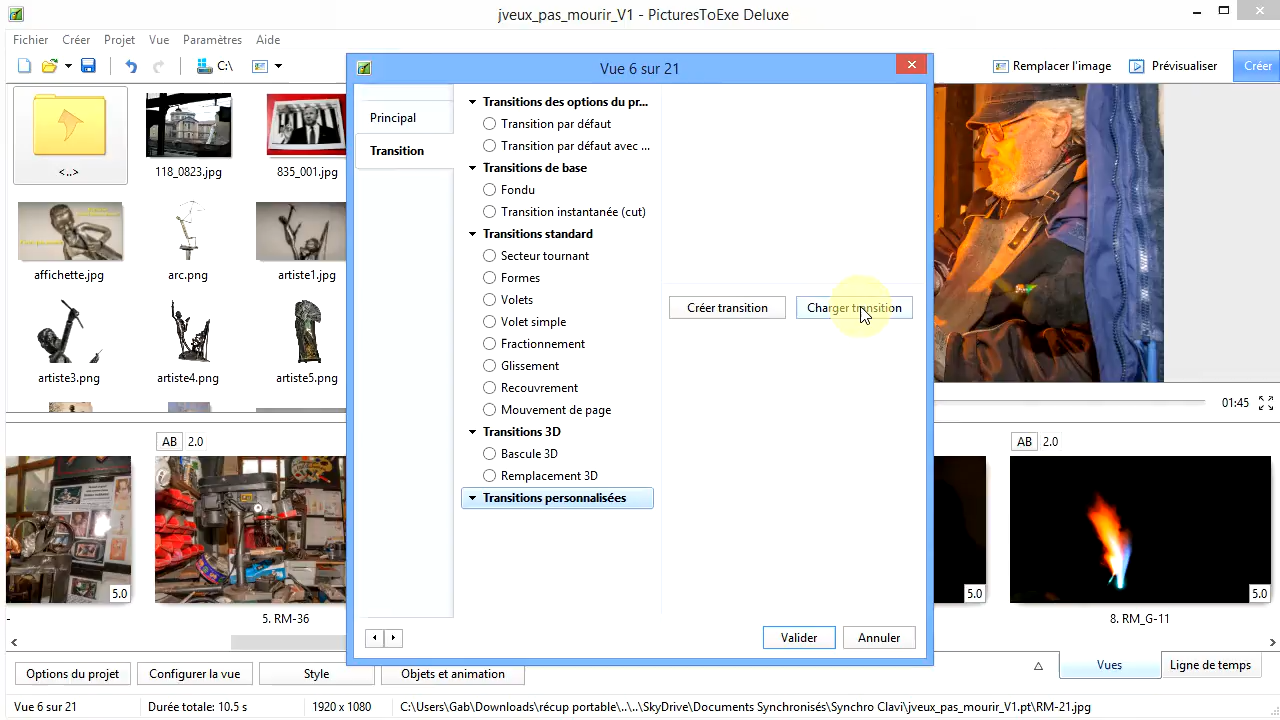 jveux_pas_mourir_V1 - PicturesToExe Deluxe
Fichier Créer Projet Vue Paramètres Aide
C:\ Remplacer l'image Prévisualiser Créer
Vue 6 sur 21
<..> 118_0823.jpg 835_001.jpg
affichette.jpg arc.png artiste1.jpg
artiste3.png artiste4.png artiste5.png
Principal
Transition
Transitions des options du pr...
Transition par défaut
Transition par défaut avec ...
Transitions de base
Fondu
Transition instantanée (cut)
Transitions standard
Secteur tournant
Formes
Volets
Volet simple
Fractionnement
Glissement
Recouvrement
Mouvement de page
Transitions 3D
Bascule 3D
Remplacement 3D
Transitions personnalisées
Créer transition Charger transition
Valider Annuler
01:45
AB 2.0 AB 2.0
5.0 5.0 5.0
5. RM-36 8. RM_G-11
Options du projet Configurer la vue Style Objets et animation Vues Ligne de temps
Vue 6 sur 21 Durée totale: 10.5 s 1920 x 1080 C:\Users\Gab\Downloads\récup portable\..\..\SkyDrive\Documents Synchronisés\Synchro Clavi\jveux_pas_mourir_V1.pt\RM-21.jpg